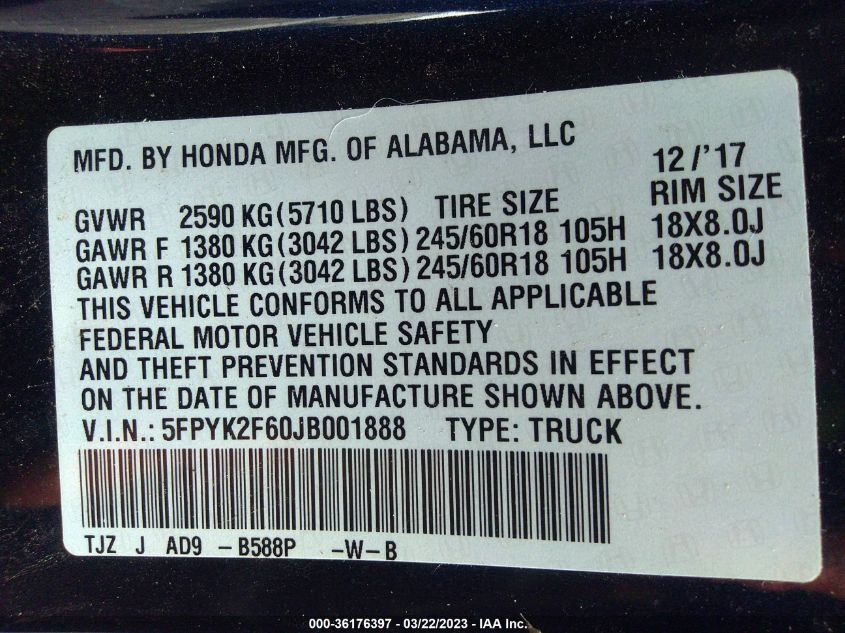 MFD. BY HONDA MFG. OF ALABAMA, LLC 12/'17
GVWR 2590 KG(5710 LBS) TIRE SIZE RIM SIZE
GAWR F 1380 KG(3042 LBS) 245/60R18 105H 18X8.0J
GAWR R 1380 KG(3042 LBS) 245/60R18 105H 18X8.0J
THIS VEHICLE CONFORMS TO ALL APPLICABLE
FEDERAL MOTOR VEHICLE SAFETY
AND THEFT PREVENTION STANDARDS IN EFFECT
ON THE DATE OF MANUFACTURE SHOWN ABOVE.
V.I.N.: 5FPYK2F60JB001888 TYPE: TRUCK
TJZ J AD9 -B588P -W-B
000-36176397 - 03/22/2023 - IAA Inc.